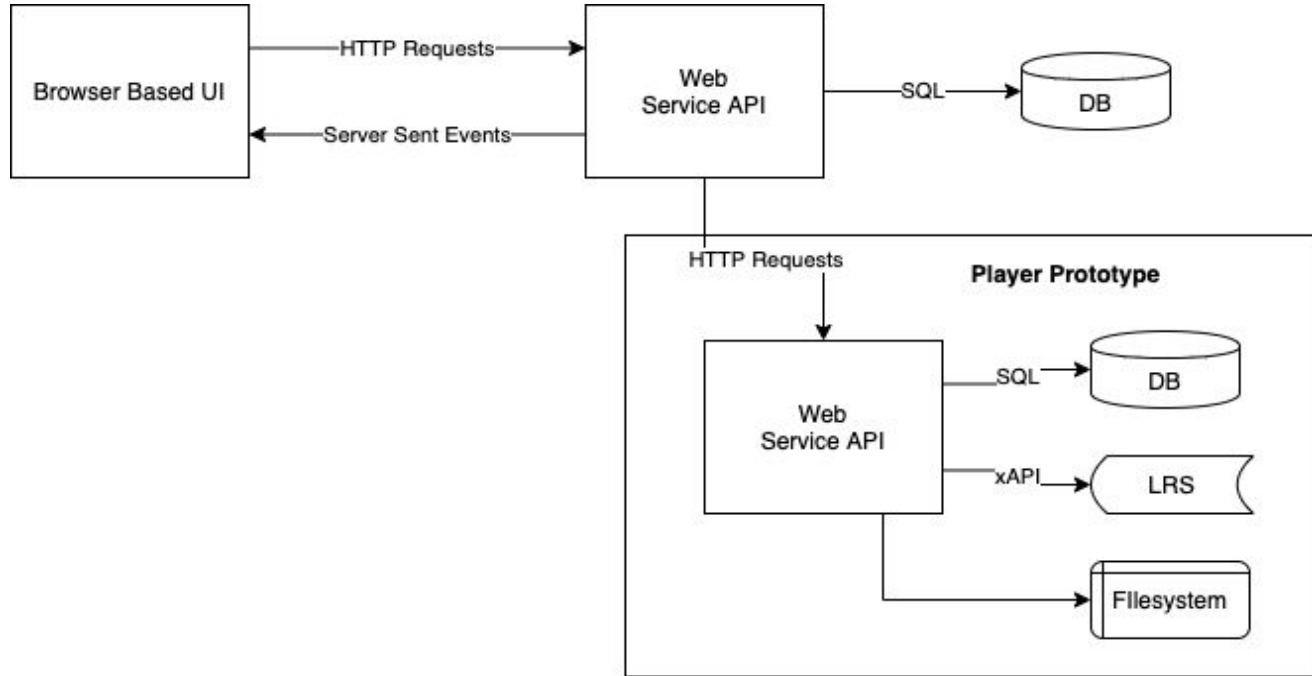 HTTP Requests
Browser Based UI
Server Sent Events
Web
Service API
SQL
DB
HTTP Requests
Player Prototype
Web
Service API
SQL
DB
xAPI
LRS
FIlesystem